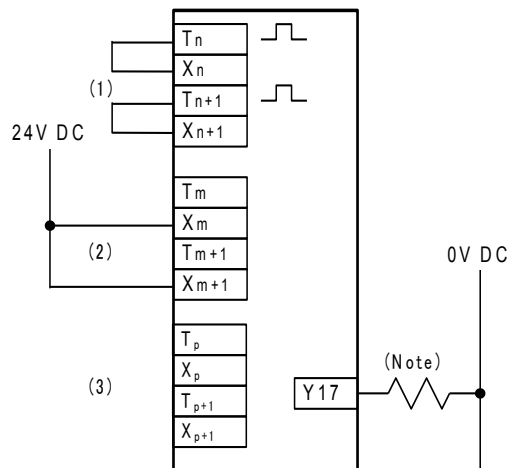 Tn
Xn
(1)
Tn+1
Xn+1
24V DC
Tm
Xm
(2)
Tm+1
Xm+1
0V DC
Tp
Xp
(3)
Tp+1
Xp+1
Y17
(Note)